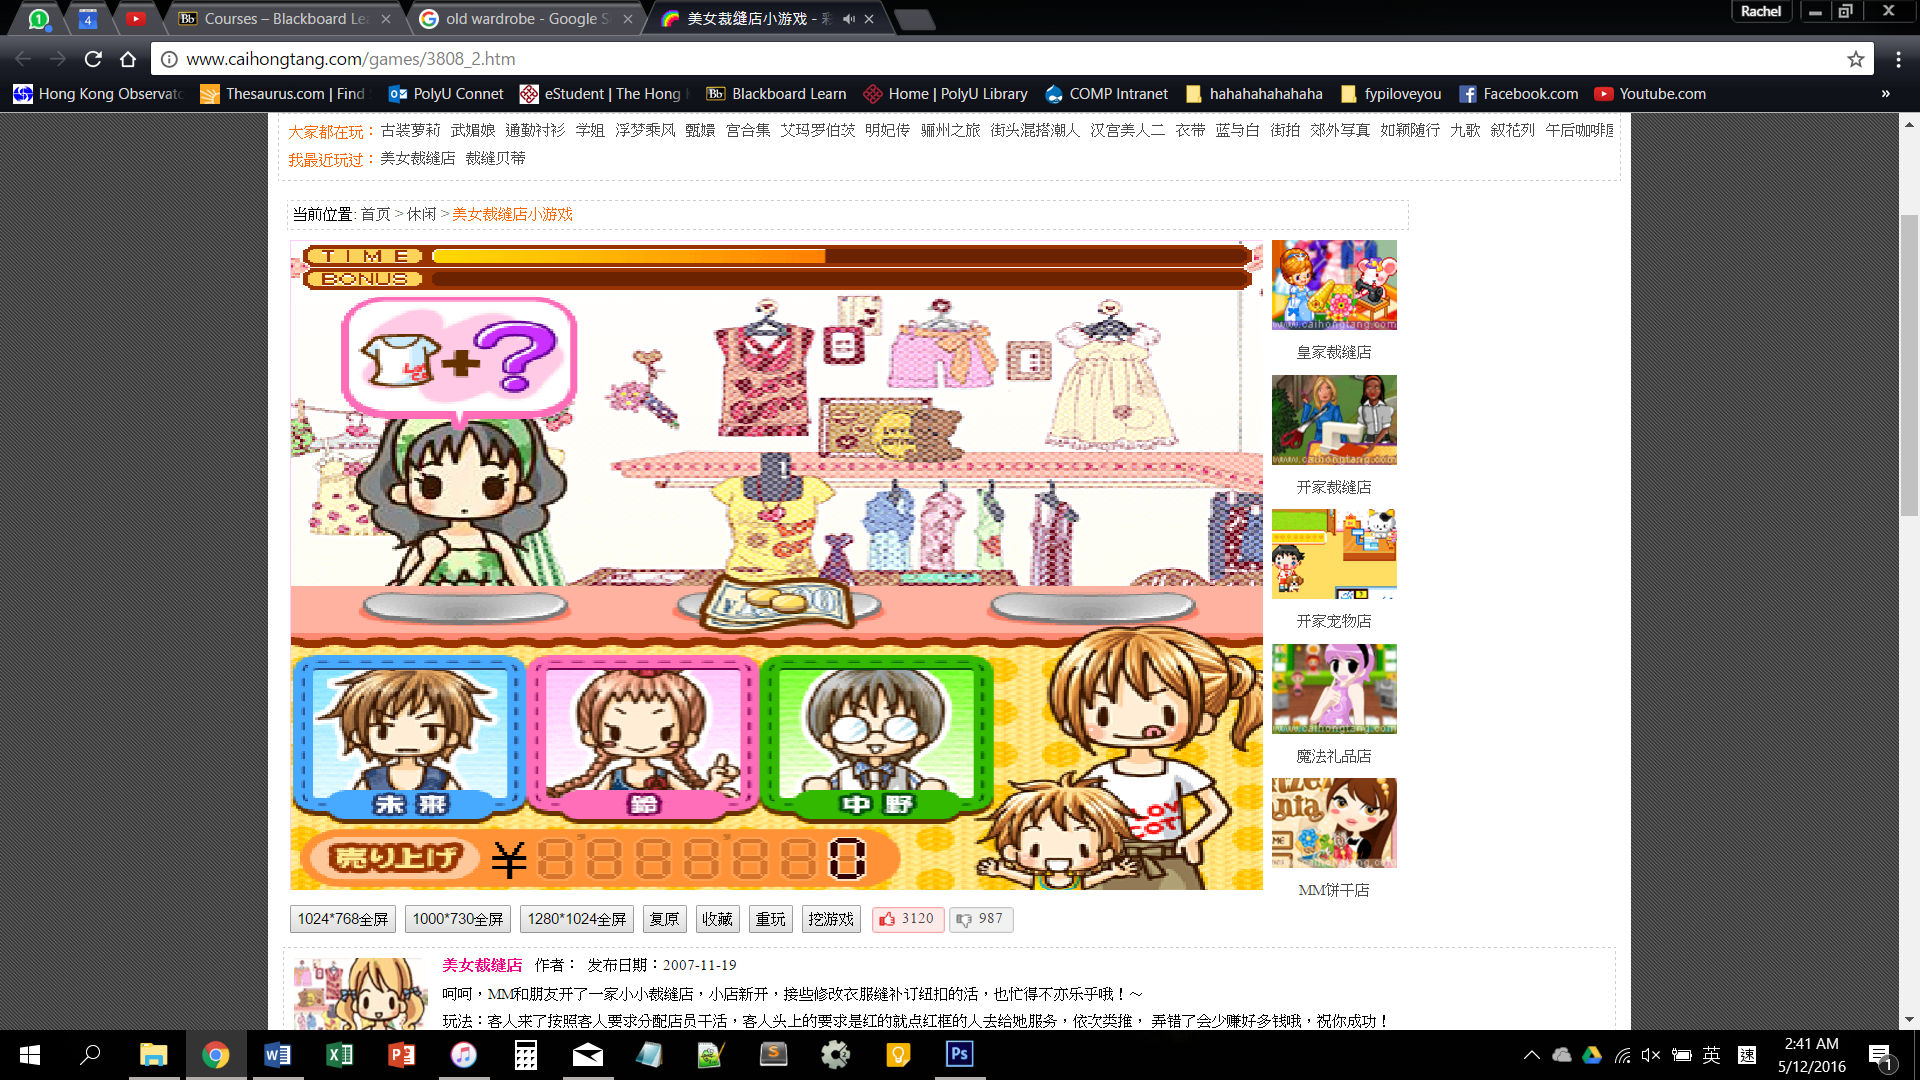 Courses – Blackboard Le
old wardrobe - Google S
美女裁缝店小游戏 - 彩
Rachel
www.caihongtang.com/games/3808_2.htm
Hong Kong Observato
Thesaurus.com | Find
PolyU Connet
eStudent | The Hong
Blackboard Learn
Home | PolyU Library
COMP Intranet
hahahahahahaha
fypiloveyou
Facebook.com
Youtube.com
»
大家都在玩： 古装萝莉 武媚娘 通勤衬衫 学姐 浮梦乘风 甄嬛 宫合集 艾玛罗伯茨 明妃传 骊州之旅 街头混搭潮人 汉宫美人二 衣带 蓝与白 街拍 郊外写真 如颖随行 九歌 叙花列 午后咖啡
我最近玩过： 美女裁缝店 裁缝贝蒂
当前位置: 首页 > 休闲 > 美女裁缝店小游戏
TIME
BONUS
皇家裁缝店
开家裁缝店
开家宠物店
魔法礼品店
MM饼干店
www.caihongtang.com
www.caihongtang.com
未来
鈴
中野
売り上げ ¥ 0
1024*768全屏 1000*730全屏 1280*1024全屏 复原 收藏 重玩 挖游戏 3120 987
美女裁缝店 作者： 发布日期：2007-11-19
呵呵，MM和朋友开了一家小小裁缝店，小店新开，接些修改衣服缝补订纽扣的活，也忙得不亦乐乎哦！～
玩法：客人来了按照客人要求分配店员干活，客人头上的要求是红的就点红框的人去给她服务，依次类推， 弄错了会少赚好多钱哦，祝你成功！
英
速
2:41 AM
5/12/2016
1